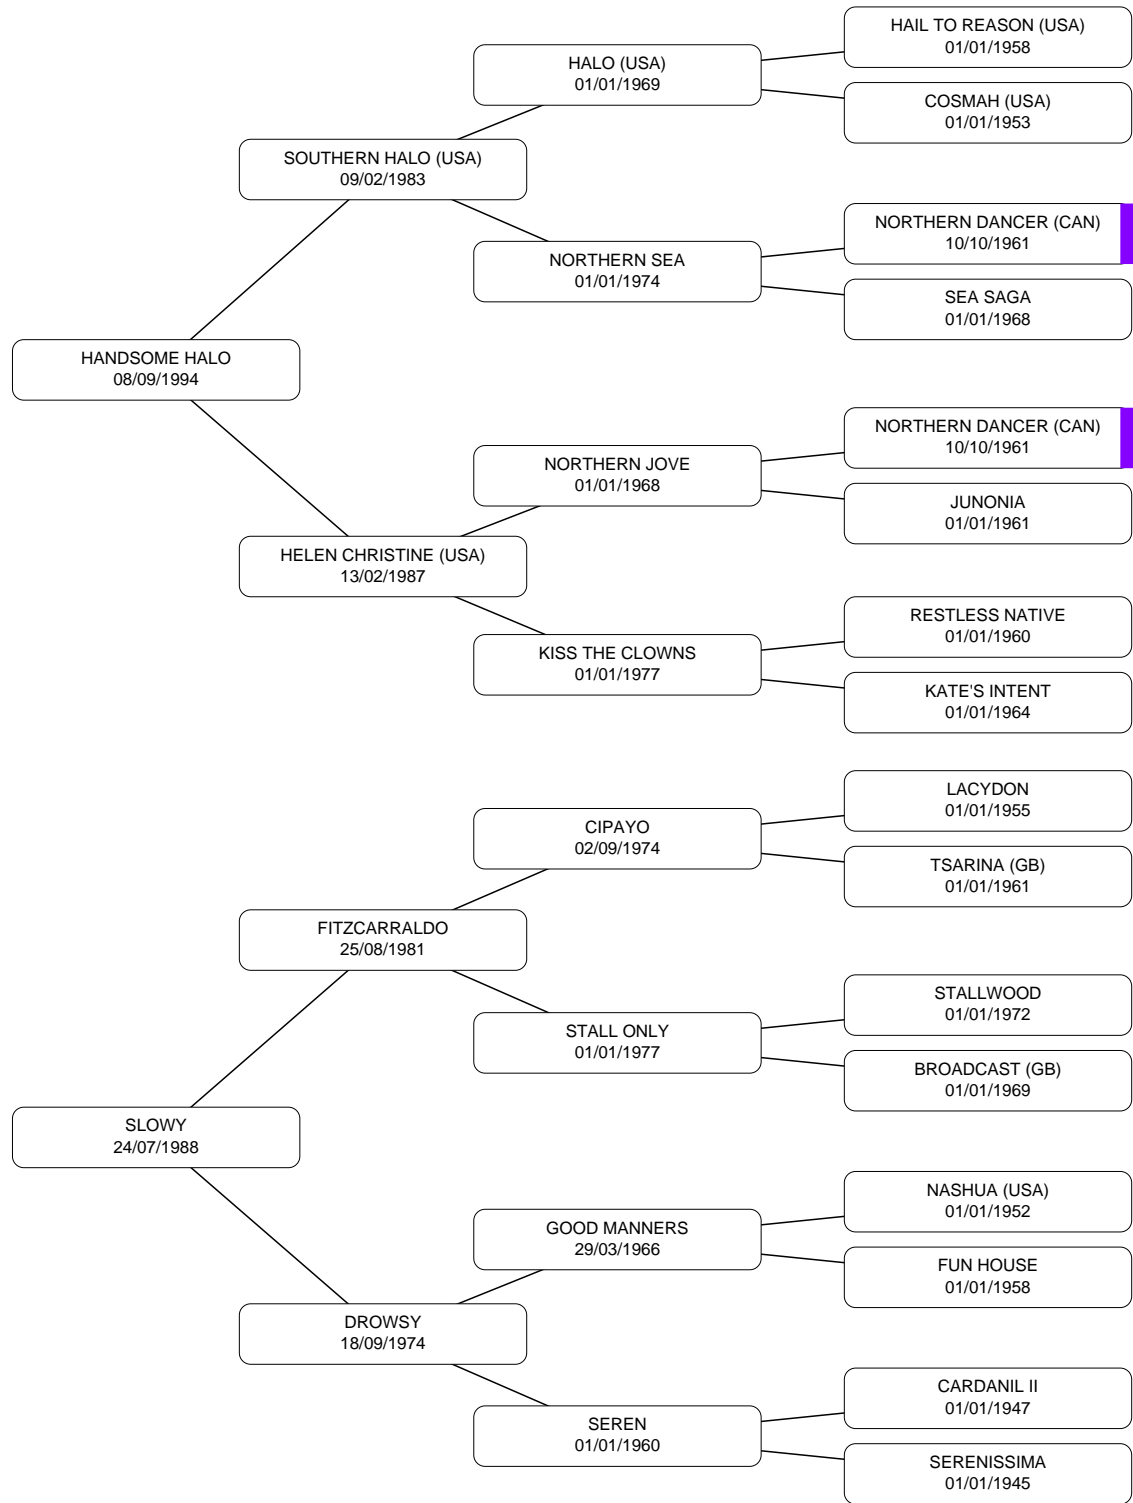 HAIL TO REASON (USA)
01/01/1958
HALO (USA)
01/01/1969
COSMAH (USA)
01/01/1953
SOUTHERN HALO (USA)
09/02/1983
NORTHERN DANCER (CAN)
10/10/1961
NORTHERN SEA
01/01/1974
SEA SAGA
01/01/1968
HANDSOME HALO
08/09/1994
NORTHERN DANCER (CAN)
10/10/1961
NORTHERN JOVE
01/01/1968
JUNONIA
01/01/1961
HELEN CHRISTINE (USA)
13/02/1987
RESTLESS NATIVE
01/01/1960
KISS THE CLOWNS
01/01/1977
KATE'S INTENT
01/01/1964
LACYDON
01/01/1955
CIPAYO
02/09/1974
TSARINA (GB)
01/01/1961
FITZCARRALDO
25/08/1981
STALLWOOD
01/01/1972
STALL ONLY
01/01/1977
BROADCAST (GB)
01/01/1969
SLOWY
24/07/1988
NASHUA (USA)
01/01/1952
GOOD MANNERS
29/03/1966
FUN HOUSE
01/01/1958
DROWSY
18/09/1974
CARDANIL II
01/01/1947
SEREN
01/01/1960
SERENISSIMA
01/01/1945